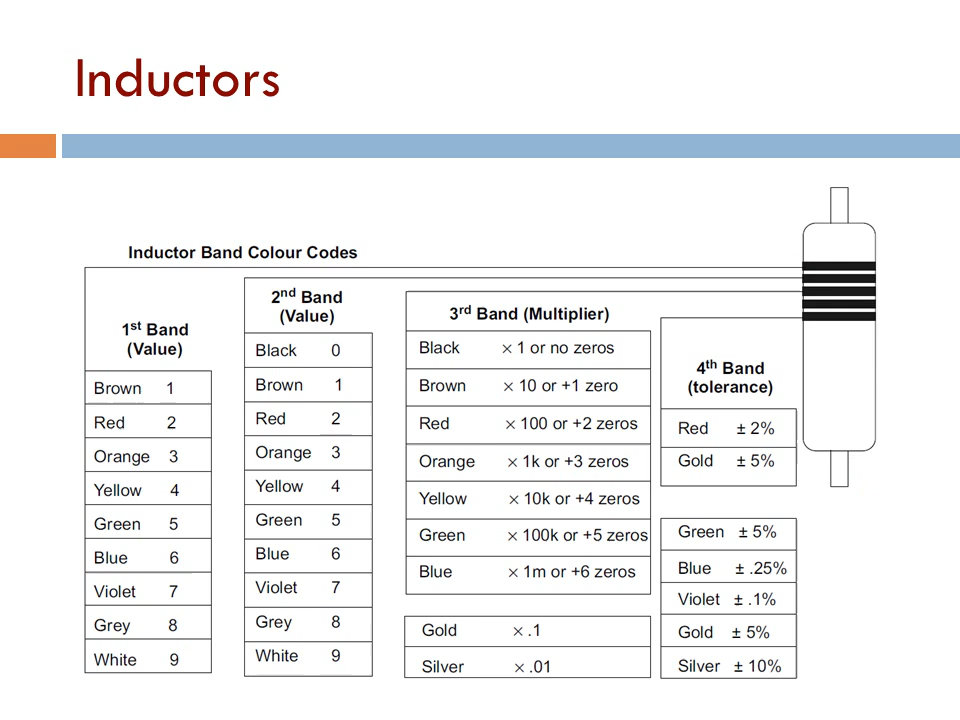 Inductors
Inductor Band Colour Codes
1st Band
(Value)
Brown 1
Red 2
Orange 3
Yellow 4
Green 5
Blue 6
Violet 7
Grey 8
White 9
2nd Band
(Value)
Black 0
Brown 1
Red 2
Orange 3
Yellow 4
Green 5
Blue 6
Violet 7
Grey 8
White 9
3rd Band (Multiplier)
Black × 1 or no zeros
Brown × 10 or +1 zero
Red × 100 or +2 zeros
Orange × 1k or +3 zeros
Yellow × 10k or +4 zeros
Green × 100k or +5 zeros
Blue × 1m or +6 zeros
Gold × .1
Silver × .01
4th Band
(tolerance)
Red ± 2%
Gold ± 5%
Green ± 5%
Blue ± .25%
Violet ± .1%
Gold ± 5%
Silver ± 10%